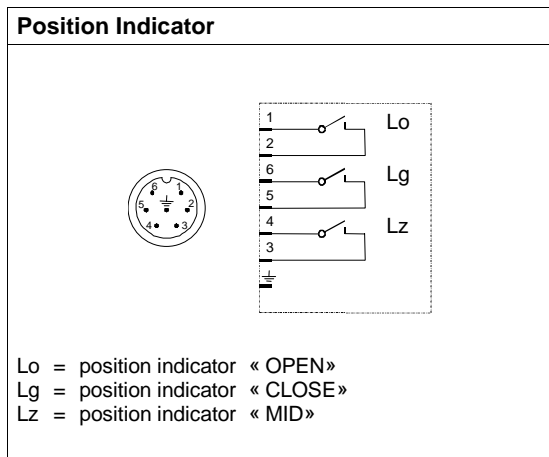 Position Indicator
1
Lo
2
6
Lg
5
4
Lz
3
6 1
5 2
4 3
Lo = position indicator « OPEN»
Lg = position indicator « CLOSE»
Lz = position indicator « MID»